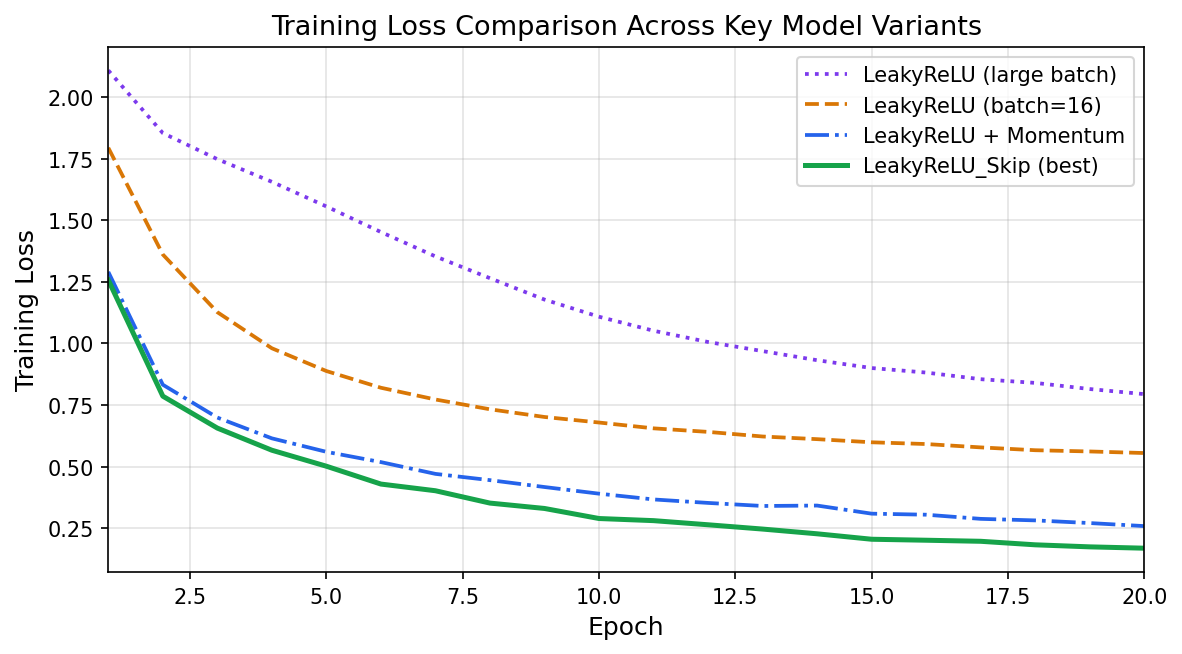 Training Loss Comparison Across Key Model Variants
LeakyReLU (large batch)
LeakyReLU (batch=16)
LeakyReLU + Momentum
LeakyReLU_Skip (best)
Training Loss
2.00
1.75
1.50
1.25
1.00
0.75
0.50
0.25
2.5 5.0 7.5 10.0 12.5 15.0 17.5 20.0
Epoch